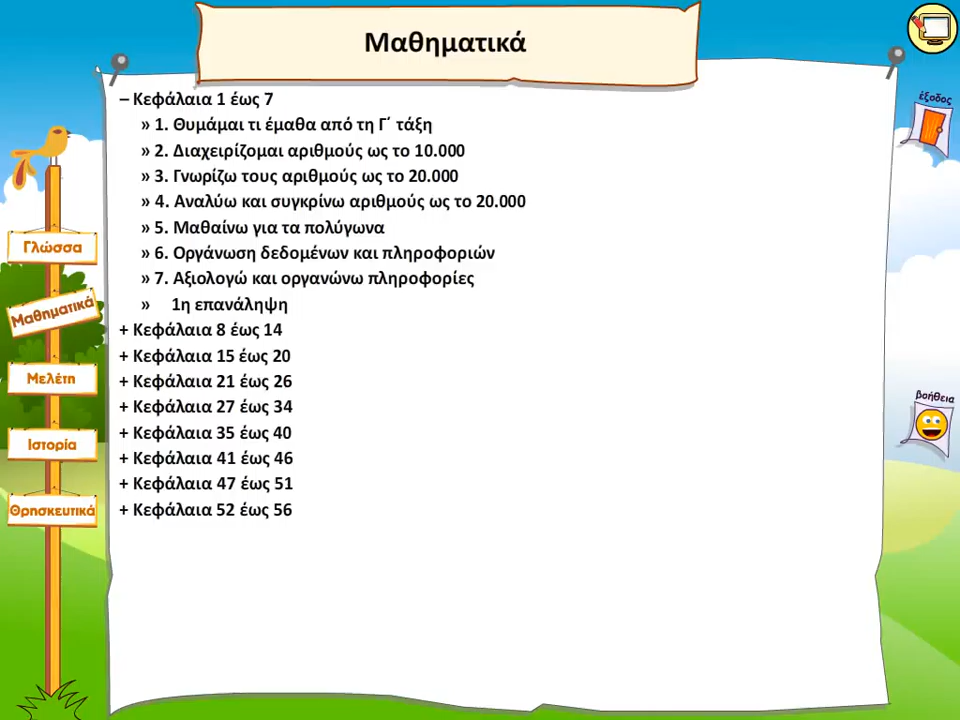 Μαθηματικά
– Κεφάλαια 1 έως 7
» 1. Θυμάμαι τι έμαθα από τη Γ΄ τάξη
» 2. Διαχειρίζομαι αριθμούς ως το 10.000
» 3. Γνωρίζω τους αριθμούς ως το 20.000
» 4. Αναλύω και συγκρίνω αριθμούς ως το 20.000
» 5. Μαθαίνω για τα πολύγωνα
» 6. Οργάνωση δεδομένων και πληροφοριών
» 7. Αξιολογώ και οργανώνω πληροφορίες
» 1η επανάληψη
+ Κεφάλαια 8 έως 14
+ Κεφάλαια 15 έως 20
+ Κεφάλαια 21 έως 26
+ Κεφάλαια 27 έως 34
+ Κεφάλαια 35 έως 40
+ Κεφάλαια 41 έως 46
+ Κεφάλαια 47 έως 51
+ Κεφάλαια 52 έως 56
Γλώσσα
Μαθηματικά
Μελέτη
Ιστορία
Θρησκευτικά
έξοδος
βοήθεια